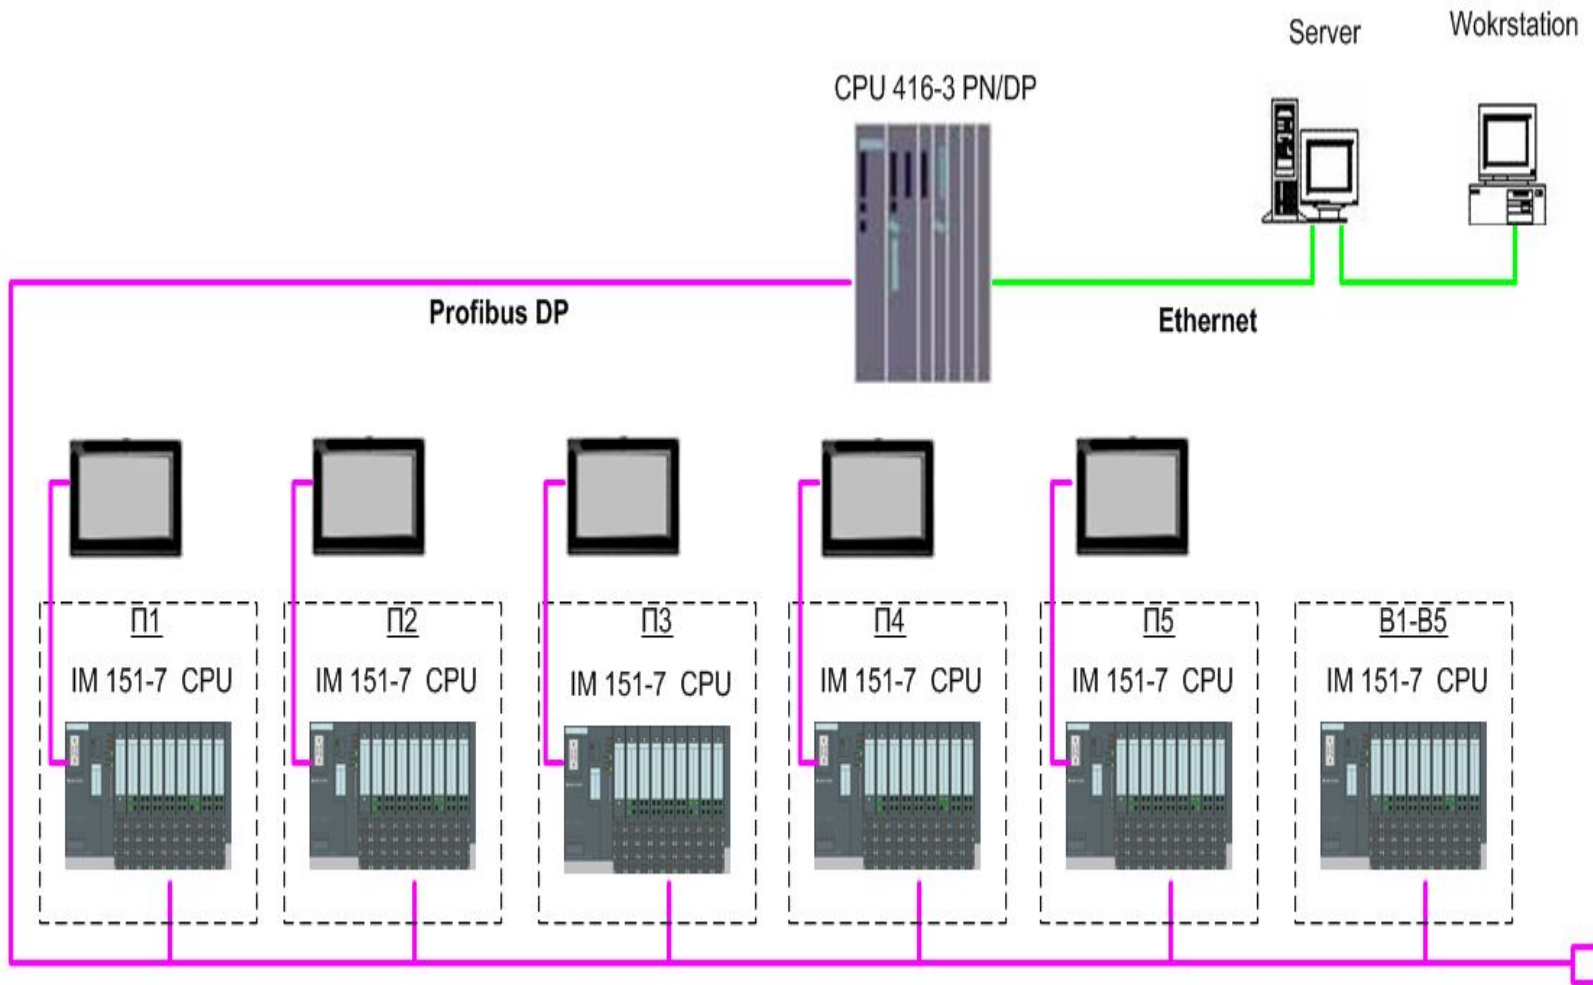 Server
Wokrstation
CPU 416-3 PN/DP
Profibus DP
Ethernet
П1
П2
П3
П4
П5
В1-В5
IM 151-7 CPU
IM 151-7 CPU
IM 151-7 CPU
IM 151-7 CPU
IM 151-7 CPU
IM 151-7 CPU